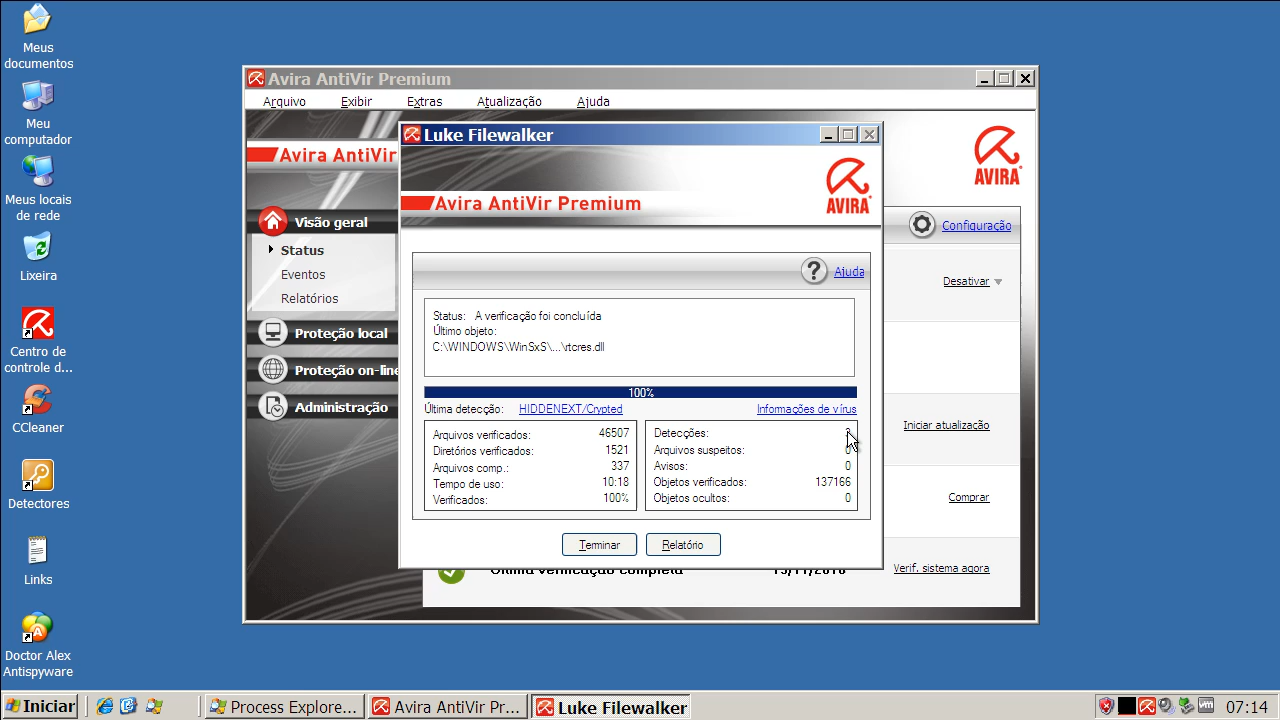 Meus
documentos
Meu
computador
Meus locais
de rede
Lixeira
Centro de
controle d...
CCleaner
Detectores
Links
Doctor Alex
Antispyware
Avira AntiVir Premium
Arquivo Exibir Extras Atualização Ajuda
Avira AntiVir
AVIRA
Visão geral
Status
Eventos
Relatórios
Proteção local
Proteção on-line
Administração
Configuração
Desativar
Iniciar atualização
Comprar
Verif. sistema agora
Última verificação completa
Luke Filewalker
Avira AntiVir Premium
AVIRA
Ajuda
Status: A verificação foi concluída
Último objeto:
C:\WINDOWS\WinSxS\...\rtcres.dll
100%
Última detecção: HIDDENEXT/Crypted Informações de vírus
Arquivos verificados: 46507
Diretórios verificados: 1521
Arquivos comp.: 337
Tempo de uso: 10:18
Verificados: 100%
Detecções:
Arquivos suspeitos: 0
Avisos: 0
Objetos verificados: 137166
Objetos ocultos: 0
Terminar Relatório
Iniciar Process Explore... Avira AntiVir Pr... Luke Filewalker 07:14